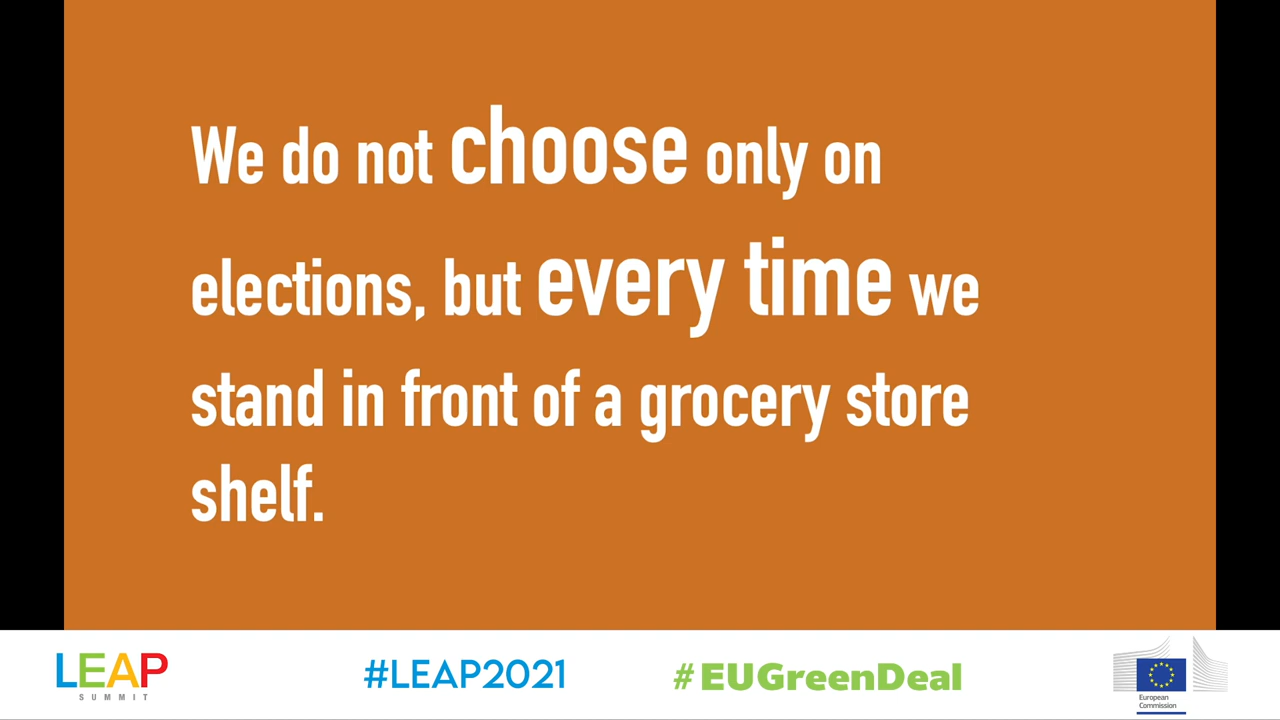 We do not choose only on
elections, but every time we
stand in front of a grocery store
shelf.
LEAP
SUMMIT
#LEAP2021
#EUGreenDeal
European
Commission